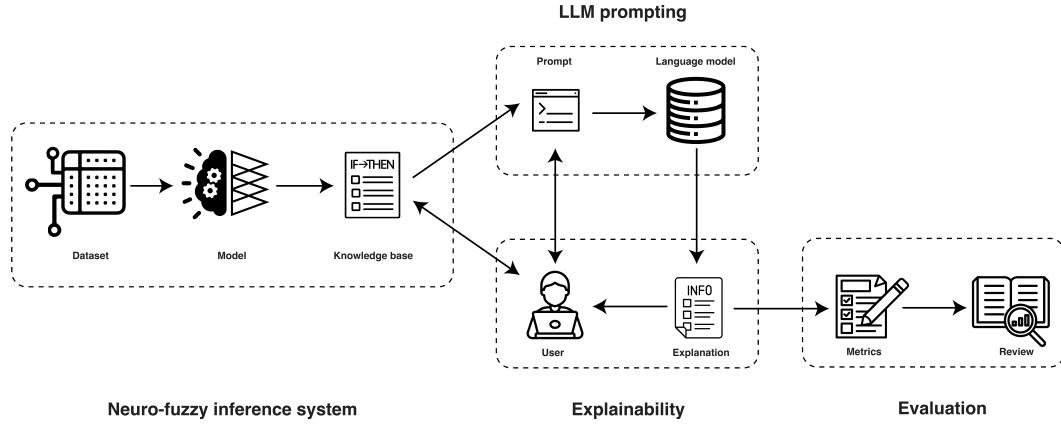 LLM prompting
Prompt
Language model
IF→THEN
Dataset
Model
Knowledge base
INFO
User
Explanation
Metrics
Review
Neuro-fuzzy inference system
Explainability
Evaluation